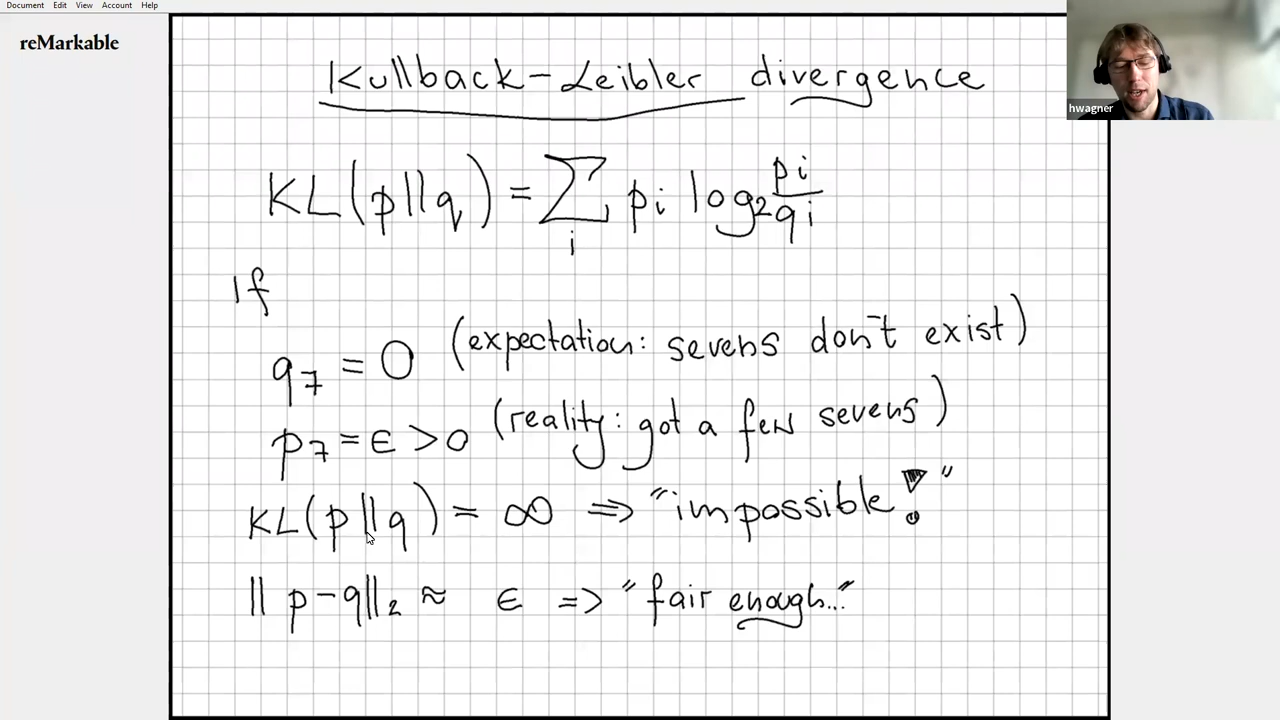 Document Edit View Account Help
reMarkable
hwagner
Kullback-Leibler divergence
KL(p||q) = ∑ᵢ pᵢ log₂ pᵢ/qᵢ
If
q₇ = 0 (expectation: sevens don't exist)
p₇ = ϵ > 0 (reality: got a few sevens)
KL(p||q) = ∞ => "impossible!"
|| p-q||₂ ≈ ϵ => "fair enough..."